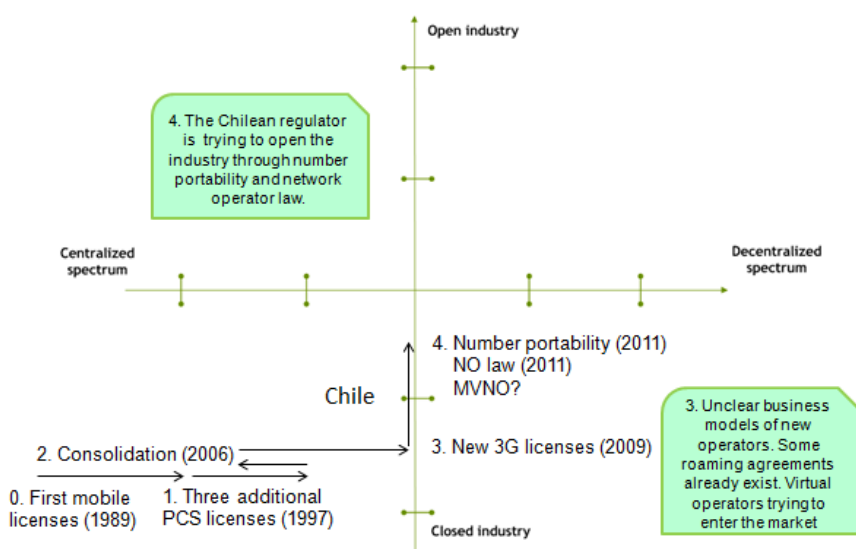 Open industry
4. The Chilean regulator
is trying to open the
industry through number
portability and network
operator law.
Centralized
spectrum
Decentralized
spectrum
4. Number portability (2011)
NO law (2011)
MVNO?
Chile
3. Unclear business
models of new
operators. Some
roaming agreements
already exist. Virtual
operators trying to
enter the market
2. Consolidation (2006)
3. New 3G licenses (2009)
0. First mobile
licenses (1989)
1. Three additional
PCS licenses (1997)
Closed industry